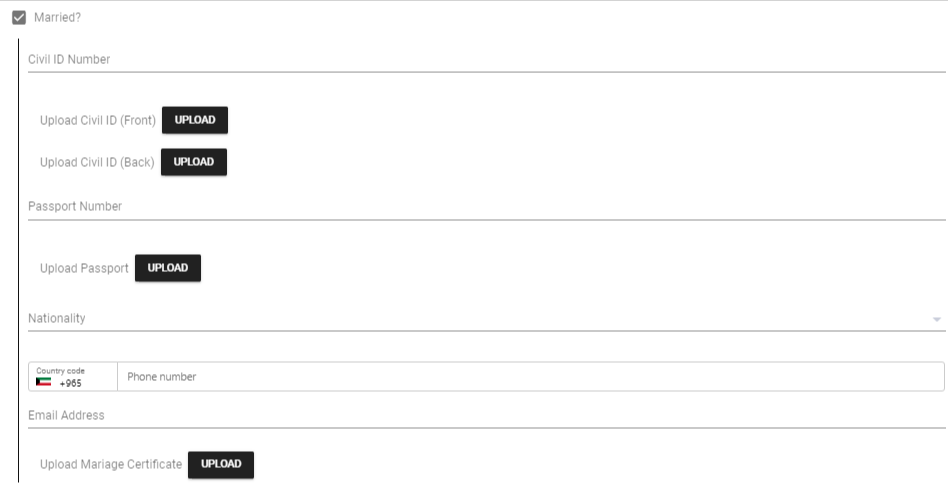 Married?
Civil ID Number
Upload Civil ID (Front) UPLOAD
Upload Civil ID (Back) UPLOAD
Passport Number
Upload Passport UPLOAD
Nationality
Country code
+965 Phone number
Email Address
Upload Mariage Certificate UPLOAD